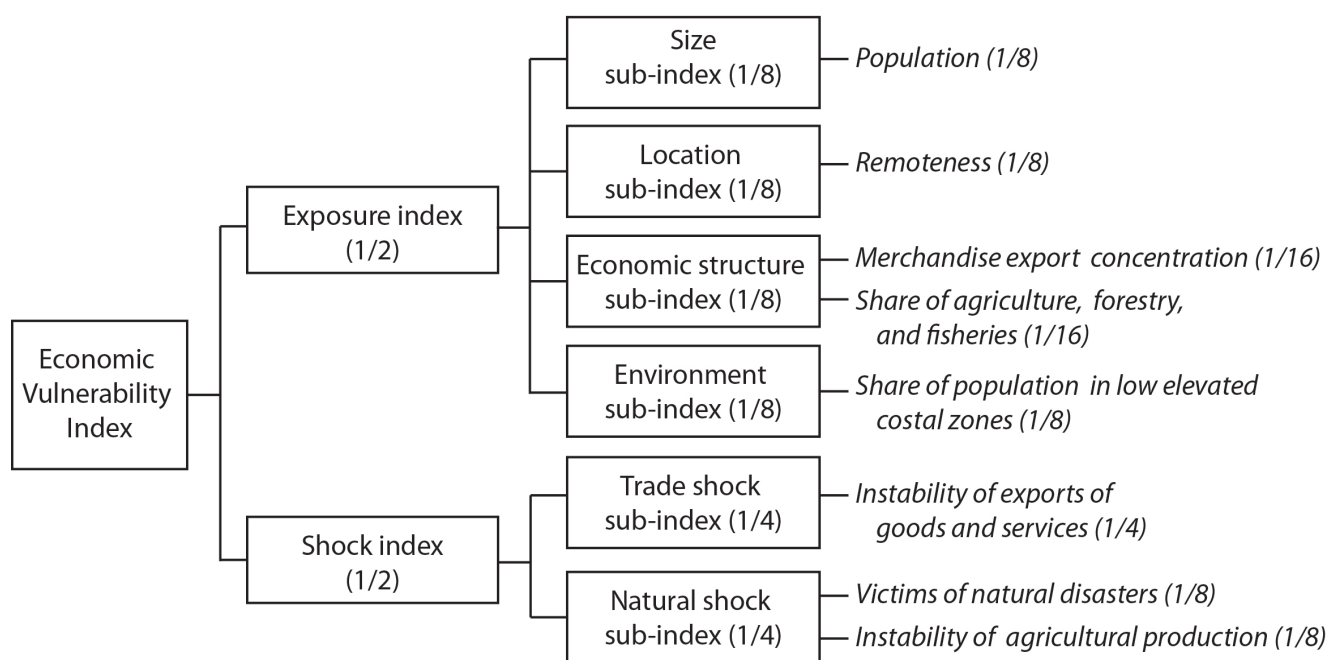 Economic
Vulnerability
Index
Exposure index
(1/2)
Shock index
(1/2)
Size
sub-index (1/8)
Location
sub-index (1/8)
Economic structure
sub-index (1/8)
Environment
sub-index (1/8)
Trade shock
sub-index (1/4)
Natural shock
sub-index (1/4)
Population (1/8)
Remoteness (1/8)
Merchandise export concentration (1/16)
Share of agriculture, forestry,
and fisheries (1/16)
Share of population in low elevated
costal zones (1/8)
Instability of exports of
goods and services (1/4)
Victims of natural disasters (1/8)
Instability of agricultural production (1/8)